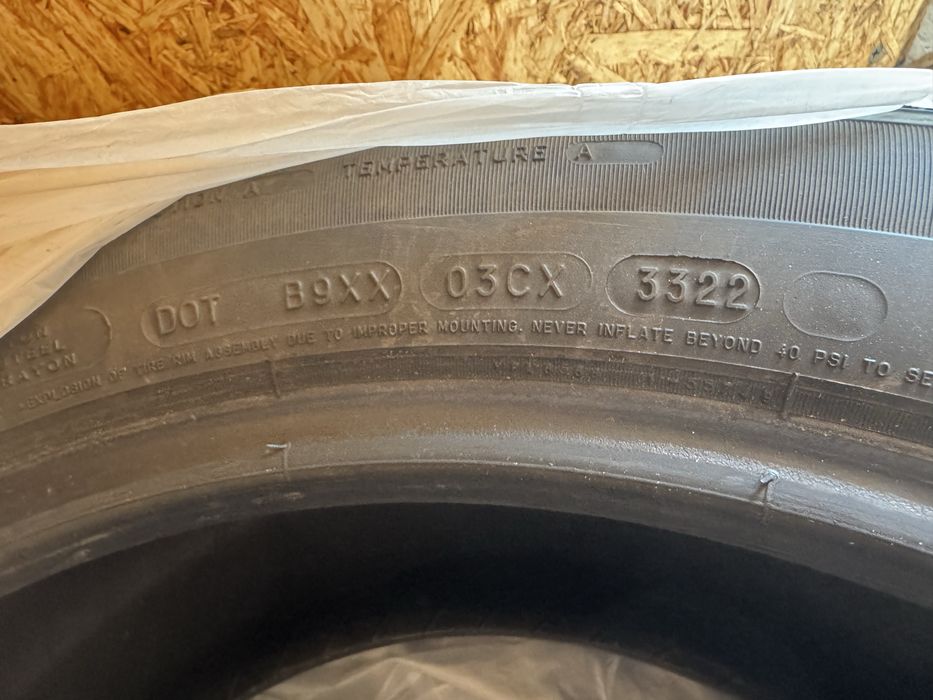 TEMPERATURE A
DOT B9XX 03CX 3322
EXPLOSION OF TIRE RIM ASSEMBLY DUE TO IMPROPER MOUNTING. NEVER INFLATE BEYOND 40 PSI TO SE